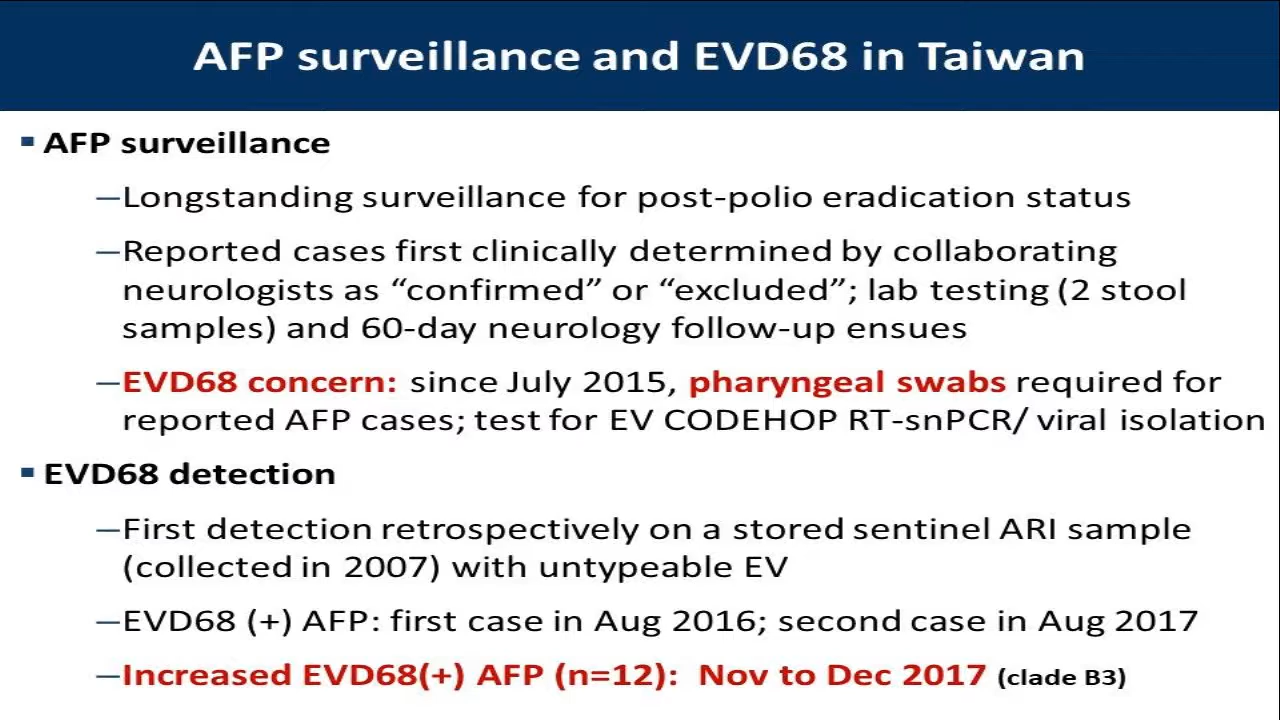 AFP surveillance and EVD68 in Taiwan
▪ AFP surveillance
–Longstanding surveillance for post-polio eradication status
–Reported cases first clinically determined by collaborating
neurologists as “confirmed” or “excluded”; lab testing (2 stool
samples) and 60-day neurology follow-up ensues
–EVD68 concern: since July 2015, pharyngeal swabs required for
reported AFP cases; test for EV CODEHOP RT-snPCR/ viral isolation
▪ EVD68 detection
–First detection retrospectively on a stored sentinel ARI sample
(collected in 2007) with untypeable EV
–EVD68 (+) AFP: first case in Aug 2016; second case in Aug 2017
–Increased EVD68(+) AFP (n=12): Nov to Dec 2017 (clade B3)